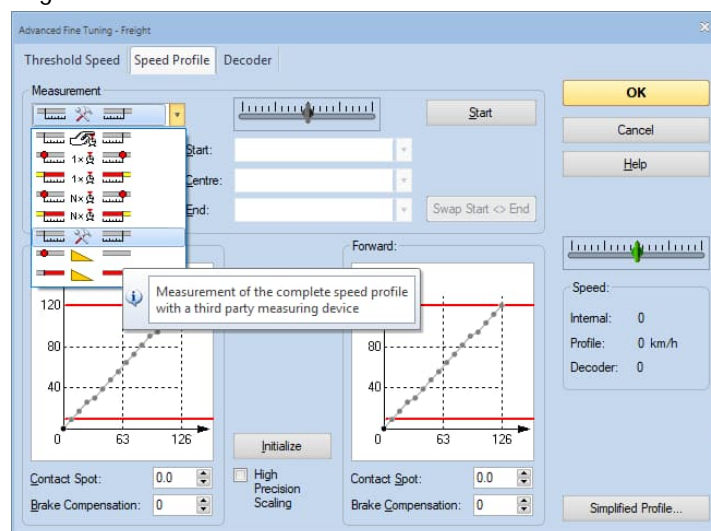 Advanced Fine Tuning - Freight
Threshold Speed Speed Profile Decoder
Measurement
Start
OK
Cancel
Help
1×
1×
N×
N×
Start:
Centre:
End:
Swap Start <> End
Forward:
Measurement of the complete speed profile
with a third party measuring device
120
80
40
0 63 126
80
40
0 63 126
Initialize
High
Precision
Scaling
Contact Spot: 0.0
Brake Compensation: 0
Contact Spot: 0.0
Brake Compensation: 0
Speed:
Internal: 0
Profile: 0 km/h
Decoder: 0
Simplified Profile...